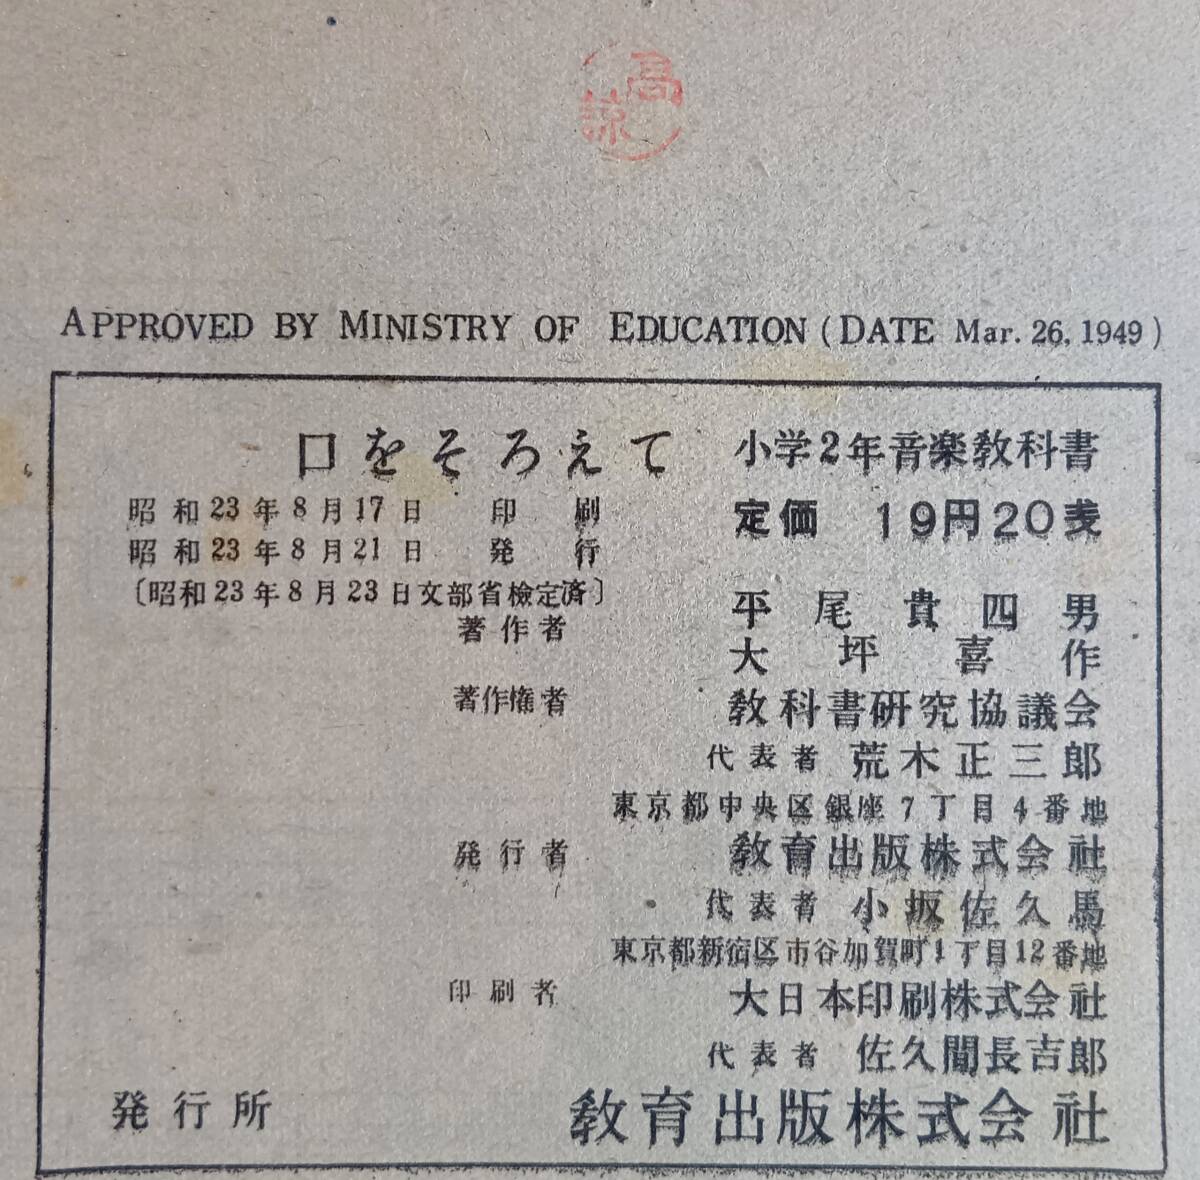 高
諒
APPROVED BY MINISTRY OF EDUCATION (DATE Mar. 26, 1949)
口をそろえて 小学2年音楽教科書
昭和23年8月17日 印刷 定価 19円20銭
昭和23年8月21日 発行
〔昭和23年8月23日文部省検定済〕
著作者 平尾貴四男
大坪喜作
著作権者 教科書研究協議会
代表者 荒木正三郎
東京都中央区銀座7丁目4番地
発行者 教育出版株式会社
代表者 小坂佐久馬
東京都新宿区市谷加賀町1丁目12番地
印刷者 大日本印刷株式会社
代表者 佐久間長吉郎
発行所 教育出版株式会社